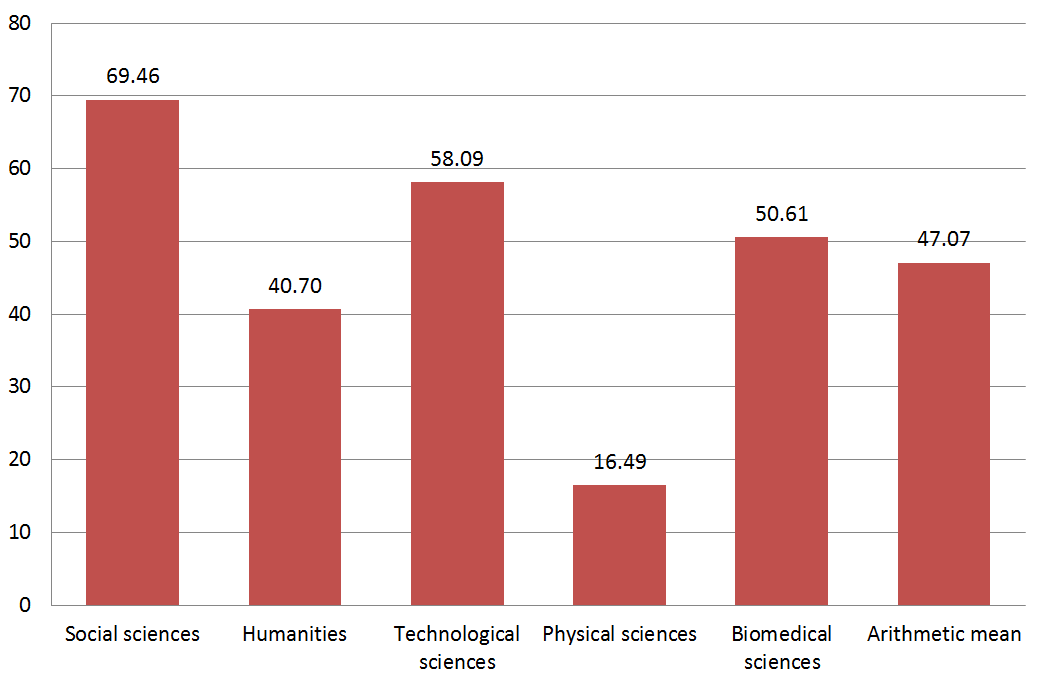 80
70
60
50
40
30
20
10
0
69.46
40.70
58.09
16.49
50.61
47.07
Social sciences
Humanities
Technological
sciences
Physical sciences
Biomedical
sciences
Arithmetic mean